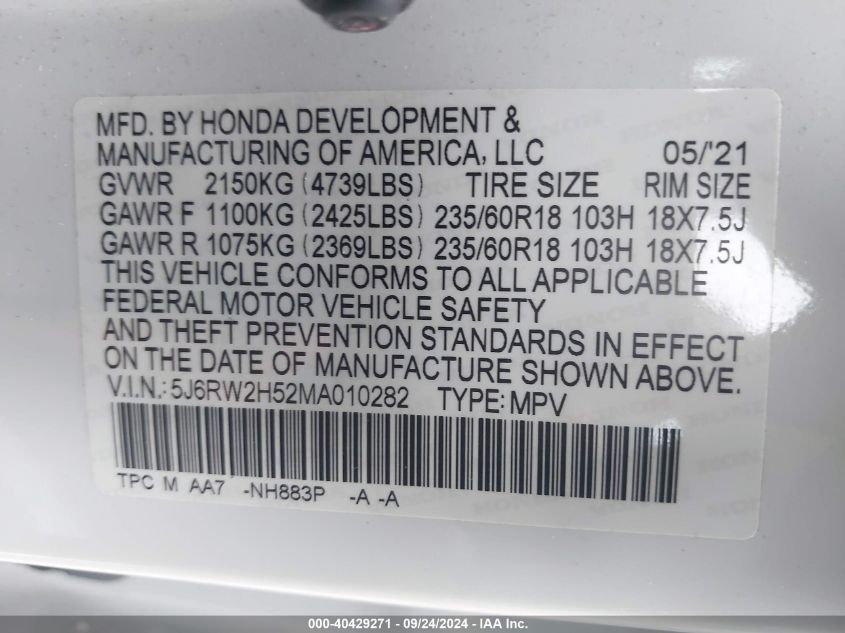 MFD. BY HONDA DEVELOPMENT &
MANUFACTURING OF AMERICA, LLC 05/'21
GVWR 2150KG (4739LBS) TIRE SIZE RIM SIZE
GAWR F 1100KG (2425LBS) 235/60R18 103H 18X7.5J
GAWR R 1075KG (2369LBS) 235/60R18 103H 18X7.5J
THIS VEHICLE CONFORMS TO ALL APPLICABLE
FEDERAL MOTOR VEHICLE SAFETY
AND THEFT PREVENTION STANDARDS IN EFFECT
ON THE DATE OF MANUFACTURE SHOWN ABOVE.
V.I.N.: 5J6RW2H52MA010282 TYPE: MPV
TPC M AA7 -NH883P -A -A
000-40429271 - 09/24/2024 - IAA Inc.